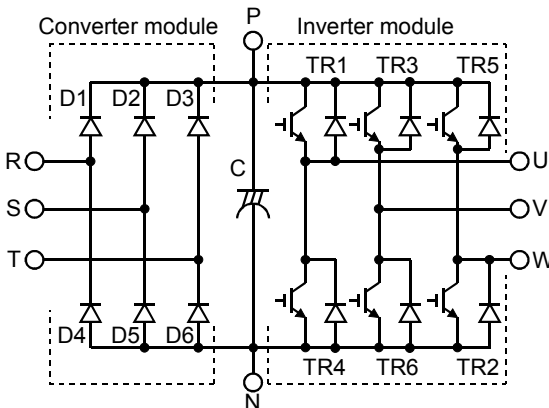 P
Converter module
Inverter module
TR1
TR3
TR5
D1
D2
D3
R
U
C
S
V
T
W
D4
D5
D6
TR4
TR6
TR2
N